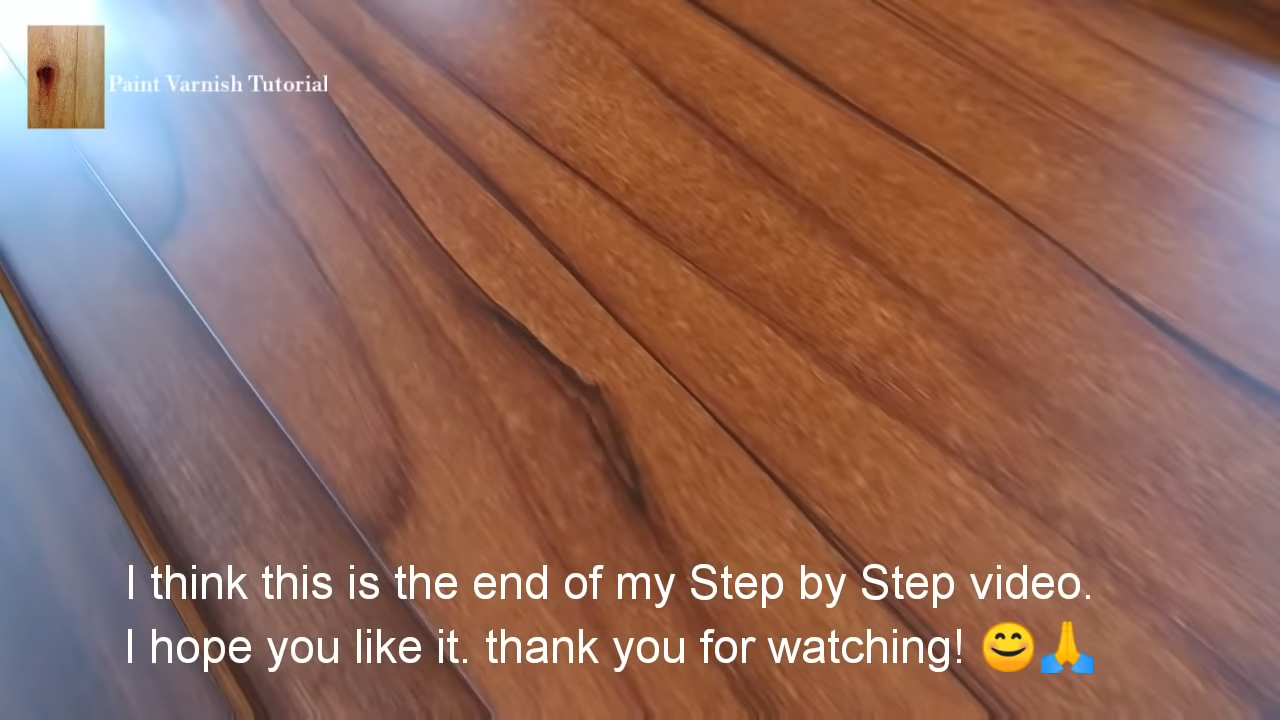 Paint Varnish Tutorial
I think this is the end of my Step by Step video.
I hope you like it. thank you for watching! 😊🙏